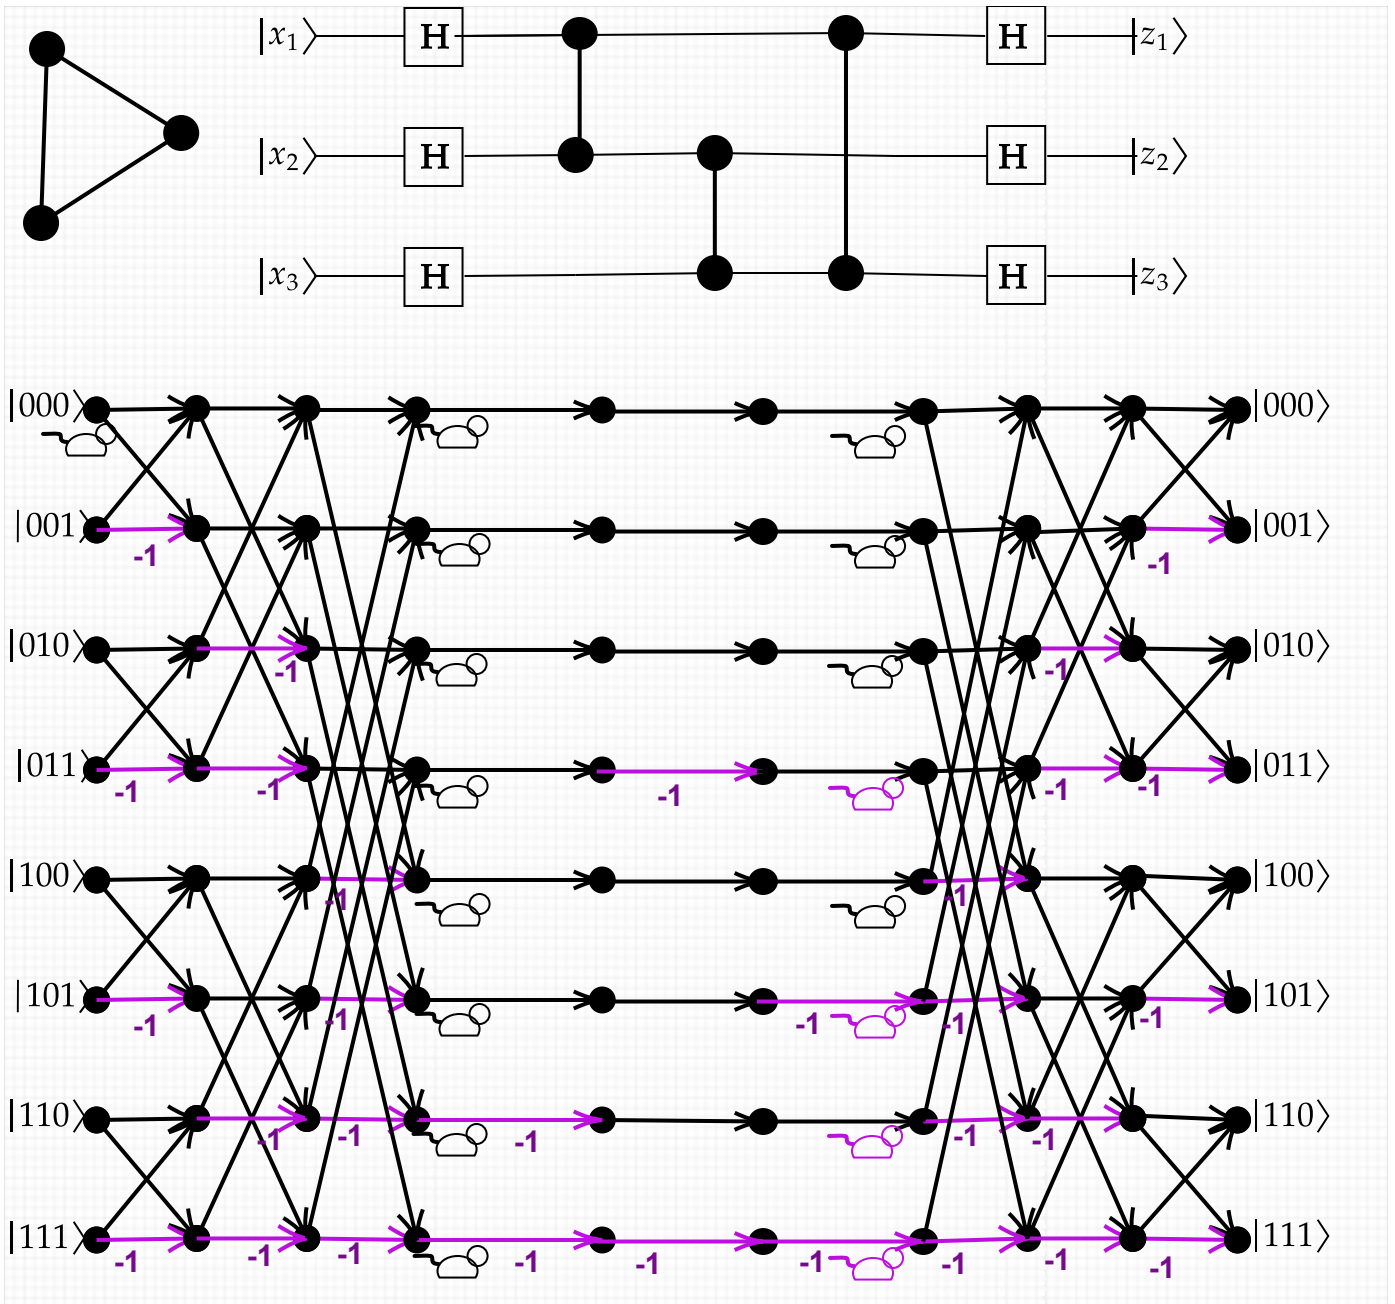 |x₁⟩ H H |z₁⟩
|x₂⟩ H H |z₂⟩
|x₃⟩ H H |z₃⟩
|000⟩ |000⟩
|001⟩ |001⟩
-1 -1
|010⟩ |010⟩
-1 -1
|011⟩ |011⟩
-1 -1 -1 -1 -1
|100⟩ |100⟩
-1 -1
|101⟩ |101⟩
-1 -1 -1 -1 -1
|110⟩ |110⟩
-1 -1 -1 -1 -1
|111⟩ |111⟩
-1 -1 -1 -1 -1 -1 -1 -1 -1